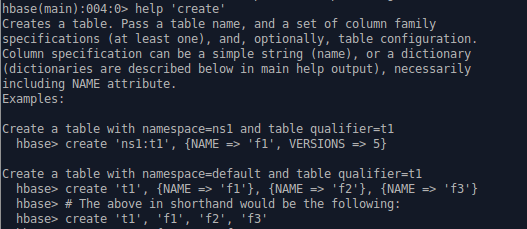 hbase(main):004:0> help 'create'
Creates a table. Pass a table name, and a set of column family
specifications (at least one), and, optionally, table configuration.
Column specification can be a simple string (name), or a dictionary
(dictionaries are described below in main help output), necessarily
including NAME attribute.
Examples:
Create a table with namespace=ns1 and table qualifier=t1
hbase> create 'ns1:t1', {NAME => 'f1', VERSIONS => 5}
Create a table with namespace=default and table qualifier=t1
hbase> create 't1', {NAME => 'f1'}, {NAME => 'f2'}, {NAME => 'f3'}
hbase> # The above in shorthand would be the following:
hbase> create 't1', 'f1', 'f2', 'f3'